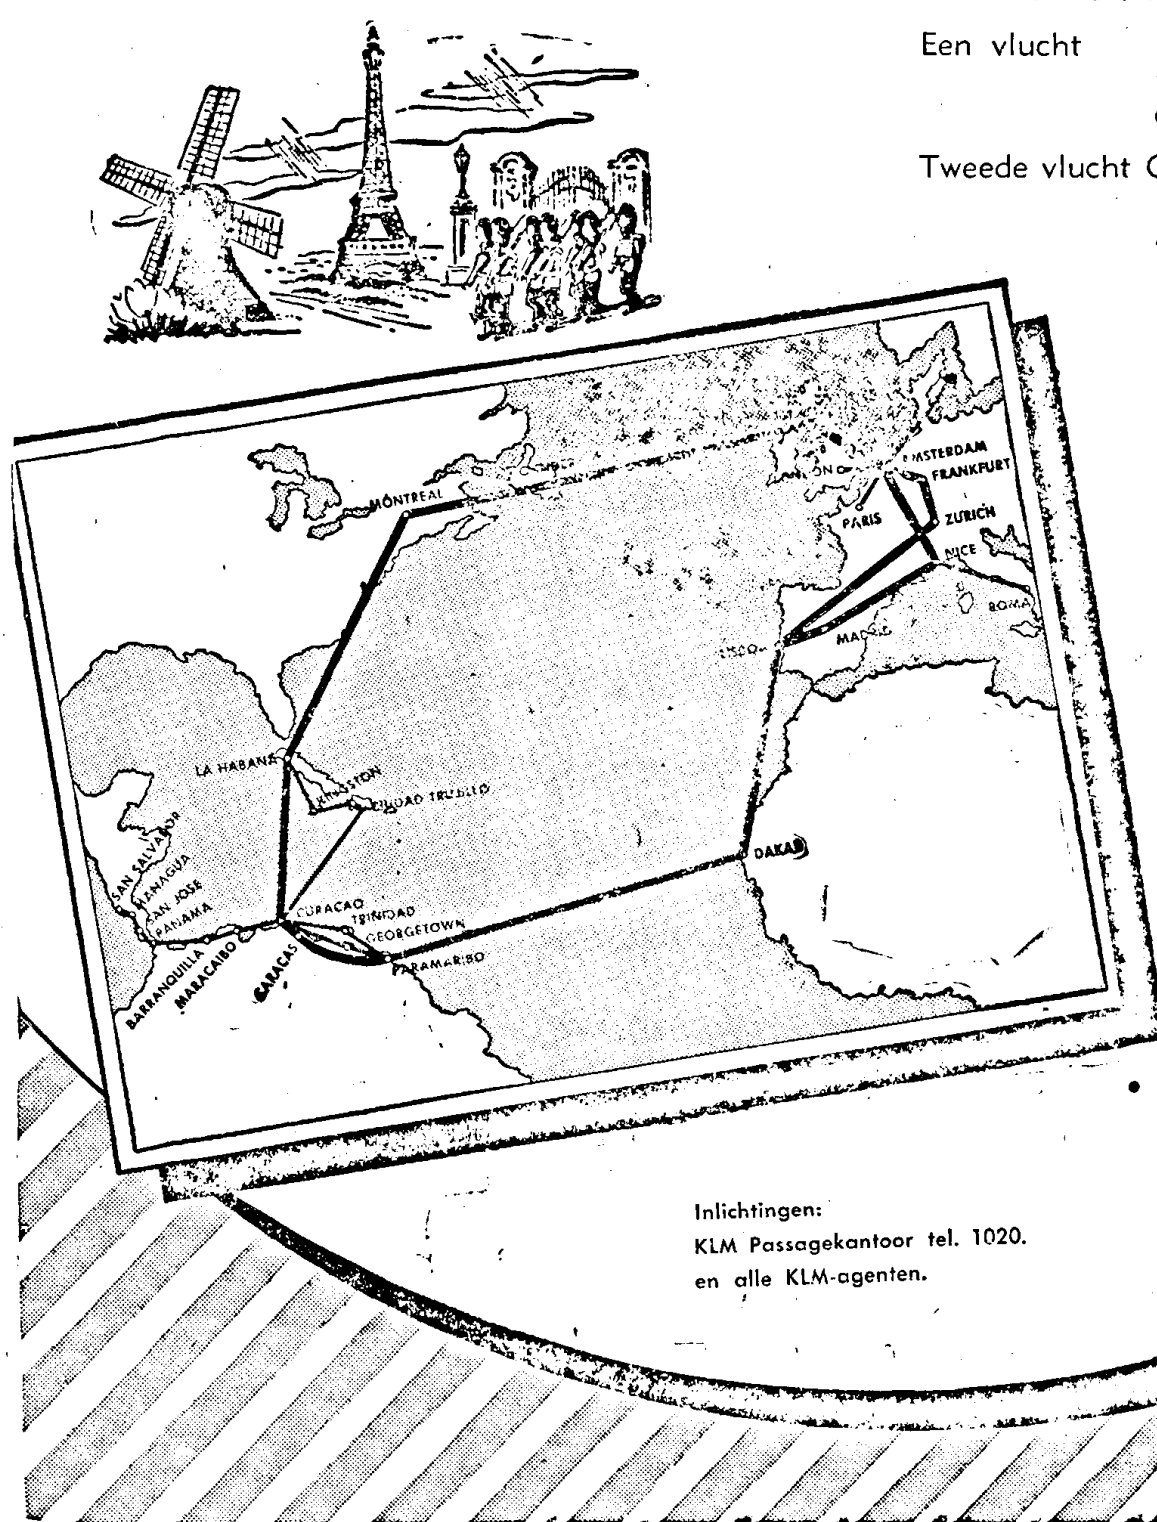 Een vlucht
Tweede vlucht
MONTREAL
AMSTERDAM
FRANKFURT
PARIS
ZURICH
NICE
ROMA
MADRID
LA HABANA
KINGSTON
CIUDAD TRUJILLO
SAN SALVADOR
MANAGUA
SAN JOSE
PANAMA
DAKAR
CURACAO
TRINIDAD
GEORGETOWN
PARAMARIBO
BARRANQUILLA
MARACAIBO
CARACAS
Inlichtingen:
KLM Passagekantoor tel. 1020.
en alle KLM-agenten.